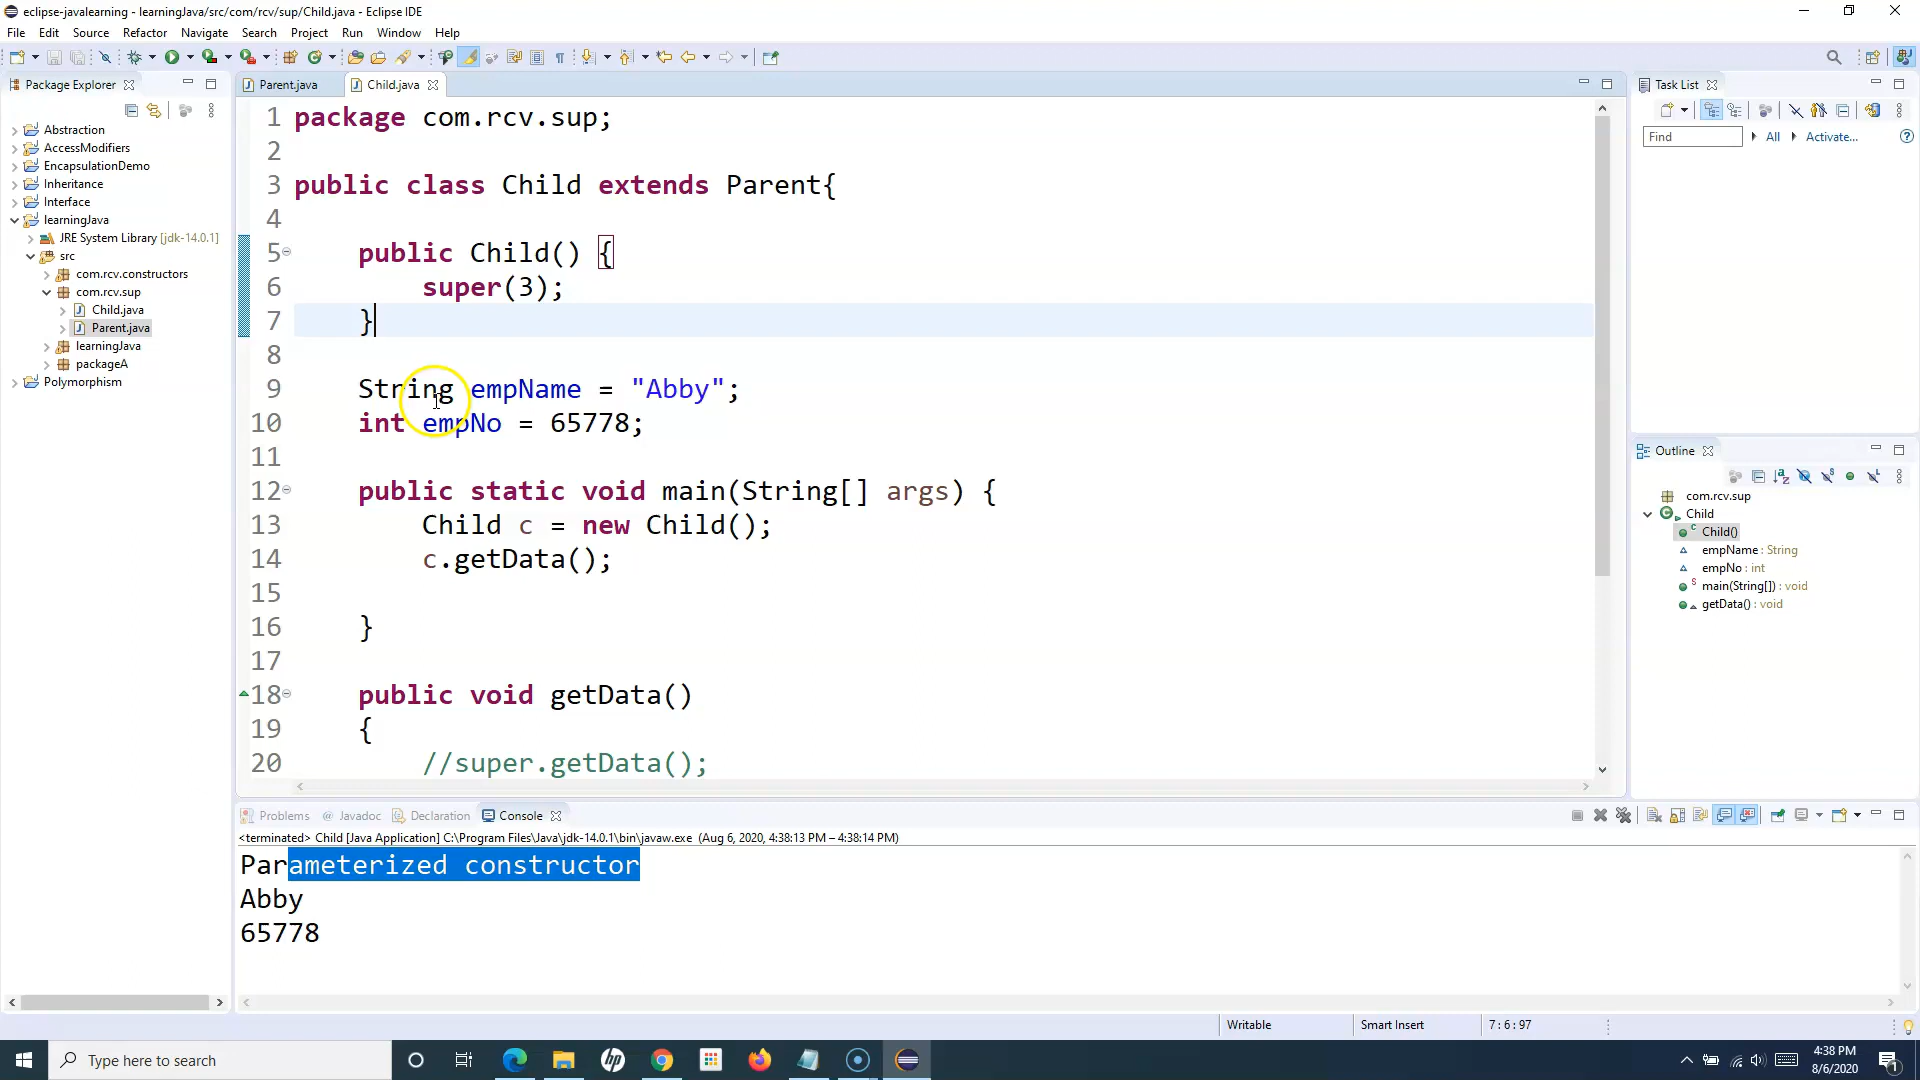 eclipse-javalearning - learningJava/src/com/rcv/sup/Child.java - Eclipse IDE
File Edit Source Refactor Navigate Search Project Run Window Help
Package Explorer
Abstraction
AccessModifiers
EncapsulationDemo
Inheritance
Interface
learningJava
JRE System Library [jdk-14.0.1]
src
com.rcv.constructors
com.rcv.sup
Child.java
Parent.java
learningJava
packageA
Polymorphism
Parent.java Child.java
1 package com.rcv.sup;
2
3 public class Child extends Parent{
4
5 public Child() {
6 super(3);
7 }
8
9 String empName = "Abby";
10 int empNo = 65778;
11
12 public static void main(String[] args) {
13 Child c = new Child();
14 c.getData();
15
16 }
17
18 public void getData()
19 {
20 //super.getData();
Task List
Find All Activate...
Outline
com.rcv.sup
Child
Child()
empName : String
empNo : int
main(String[]) : void
getData() : void
Problems Javadoc Declaration Console
<terminated> Child [Java Application] C:\Program Files\Java\jdk-14.0.1\bin\javaw.exe (Aug 6, 2020, 4:38:13 PM – 4:38:14 PM)
Parameterized constructor
Abby
65778
Writable Smart Insert 7 : 6 : 97
Type here to search
hp
4:38 PM
8/6/2020
1